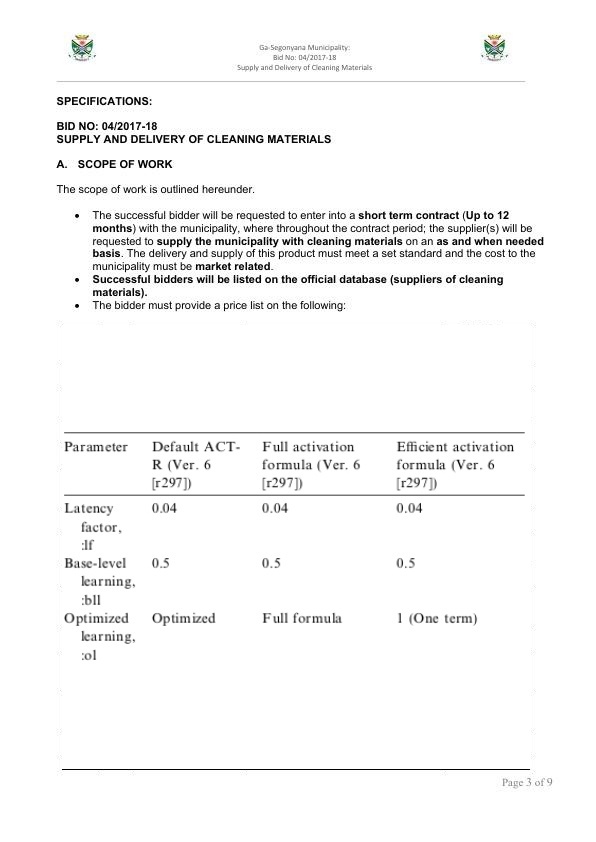 Ga-Segonyana Municipality:
Bid No: 04/2017-18
Supply and Delivery of Cleaning Materials
SPECIFICATIONS:
BID NO: 04/2017-18
SUPPLY AND DELIVERY OF CLEANING MATERIALS
A. SCOPE OF WORK
The scope of work is outlined hereunder.
• The successful bidder will be requested to enter into a short term contract (Up to 12
months) with the municipality, where throughout the contract period; the supplier(s) will be
requested to supply the municipality with cleaning materials on an as and when needed
basis. The delivery and supply of this product must meet a set standard and the cost to the
municipality must be market related.
• Successful bidders will be listed on the official database (suppliers of cleaning
materials).
• The bidder must provide a price list on the following:
Parameter Default ACT- Full activation Efficient activation
R (Ver. 6 formula (Ver. 6 formula (Ver. 6
[r297]) [r297]) [r297])
Latency 0.04 0.04 0.04
factor,
:lf
Base-level 0.5 0.5 0.5
learning,
:bll
Optimized Optimized Full formula 1 (One term)
learning,
:ol
Page 3 of 9